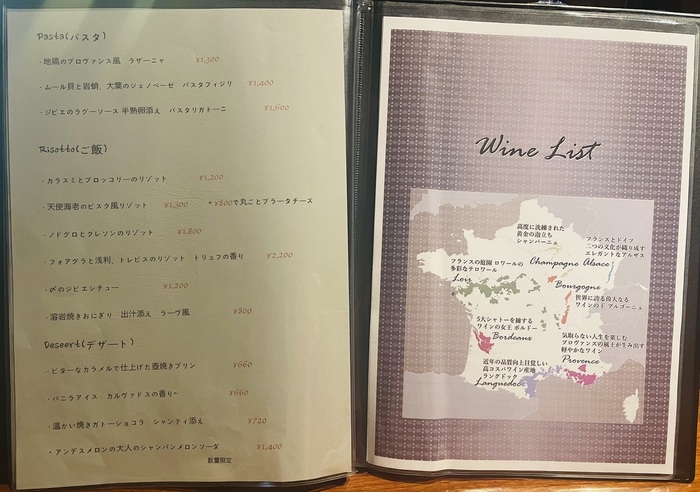 Pasta(パスタ)
・地鶏のプロヴァンス風　ラザーニャ　¥1,300
・ムール貝と岩蛸、大葉のジェノベーゼ　パスタフィジリ　¥1,400
・ジビエのラグーソース 半熟卵添え　パスタリガトーニ　¥1,600
Risotto(ご飯)
・カラスミとブロッコリーのリゾット　¥1,200
・天使海老のビスク風リゾット　¥1,300　*¥800で丸ごとブラータチーズ
・ノドグロとクレソンのリゾット　¥1,800
・フォアグラと浅利、トレビスのリゾット　トリュフの香り　¥2,200
・〆のジビエシチュー　¥1,200
・溶岩焼きおにぎり　出汁添え　ラーヴ風　¥800
Dessert(デザート)
・ビターなカラメルで仕上げた壺焼きプリン　¥660
・バニラアイス　カルヴァドスの香り~　¥660
・温かい焼きガトーショコラ　シャンティ添え　¥720
・アンデスメロンの大人のシャンパンメロンソーダ　¥1,400
数量限定
Wine List
高度に洗練された
黄金の泡立ち
シャンパーニュ
Champagne
フランスとドイツ
二つの文化が織り成す
エレガントなアルザス
Alsace
フランスの庭園 ロワールの
多彩なテロワール
Loir
e
Bourgogne
世界に誇る偉大なる
ワインの王 ブルゴーニュ
5大シャトーを擁する
ワインの女王 ボルドー
Bordeaux
気取らない人生を楽しむ
プロヴァンスの風土が生み出す
軽やかなワイン
Provence
近年の品質向上目覚しい
高コスパワイン産地
ラングドック
Languedoc